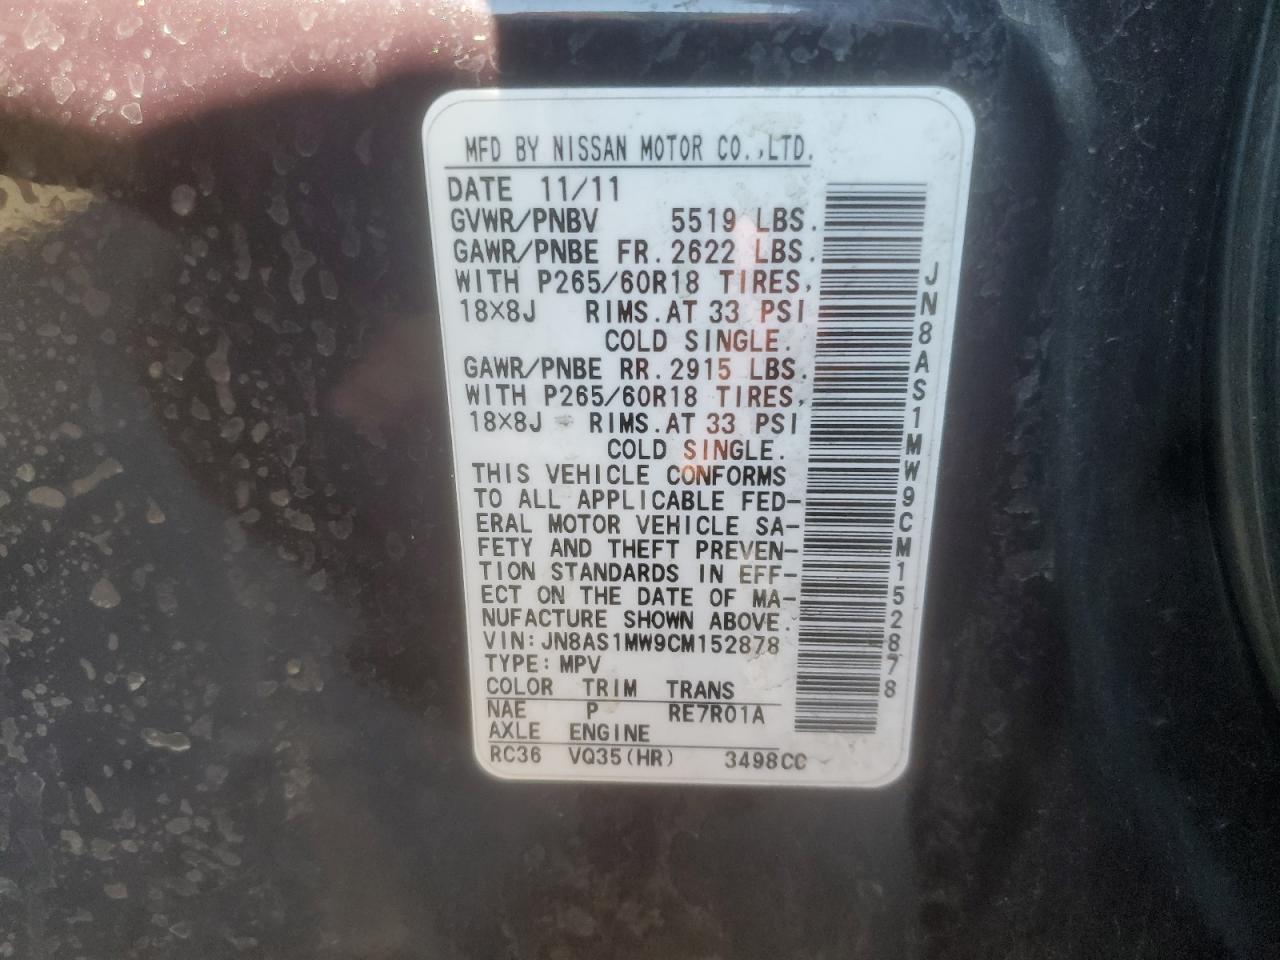 MFD BY NISSAN MOTOR CO.,LTD.
DATE 11/11
GVWR/PNBV 5519 LBS.
GAWR/PNBE FR. 2622 LBS.
WITH P265/60R18 TIRES,
18×8J RIMS. AT 33 PSI
COLD SINGLE.
GAWR/PNBE RR. 2915 LBS.
WITH P265/60R18 TIRES,
18×8J RIMS. AT 33 PSI
COLD SINGLE.
THIS VEHICLE CONFORMS
TO ALL APPLICABLE FED-
ERAL MOTOR VEHICLE SA-
FETY AND THEFT PREVEN-
TION STANDARDS IN EFF-
ECT ON THE DATE OF MA-
NUFACTURE SHOWN ABOVE.
VIN: JN8AS1MW9CM152878
TYPE: MPV
COLOR TRIM TRANS
NAE P RE7R01A
AXLE ENGINE
RC36 VQ35(HR) 3498CC
JN8AS1MW9CM152878